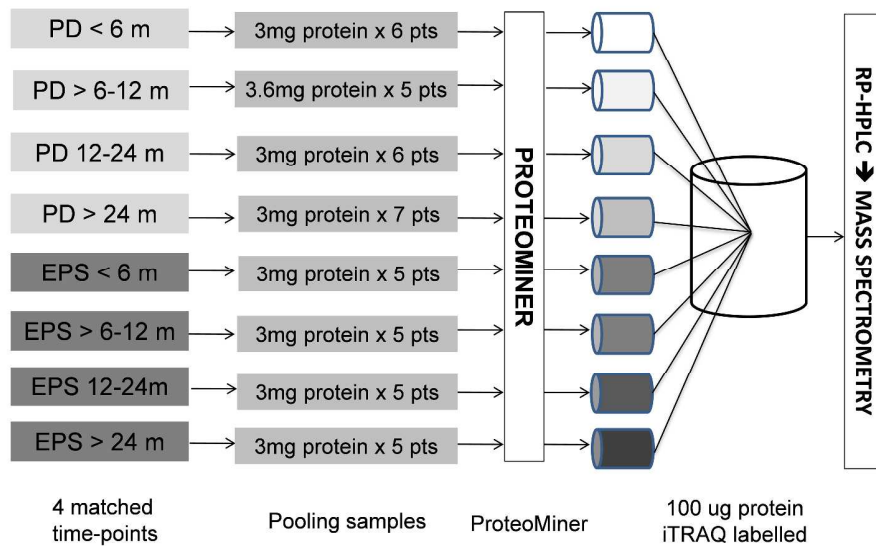 PD < 6 m
3mg protein x 6 pts
PD > 6-12 m
3.6mg protein x 5 pts
PD 12-24 m
3mg protein x 6 pts
PD > 24 m
3mg protein x 7 pts
EPS < 6 m
3mg protein x 5 pts
EPS > 6-12 m
3mg protein x 5 pts
EPS 12-24m
3mg protein x 5 pts
EPS > 24 m
3mg protein x 5 pts
PROTEOMINER
RP-HPLC → MASS SPECTROMETRY
4 matched
time-points
Pooling samples
ProteoMiner
100 ug protein
iTRAQ labelled